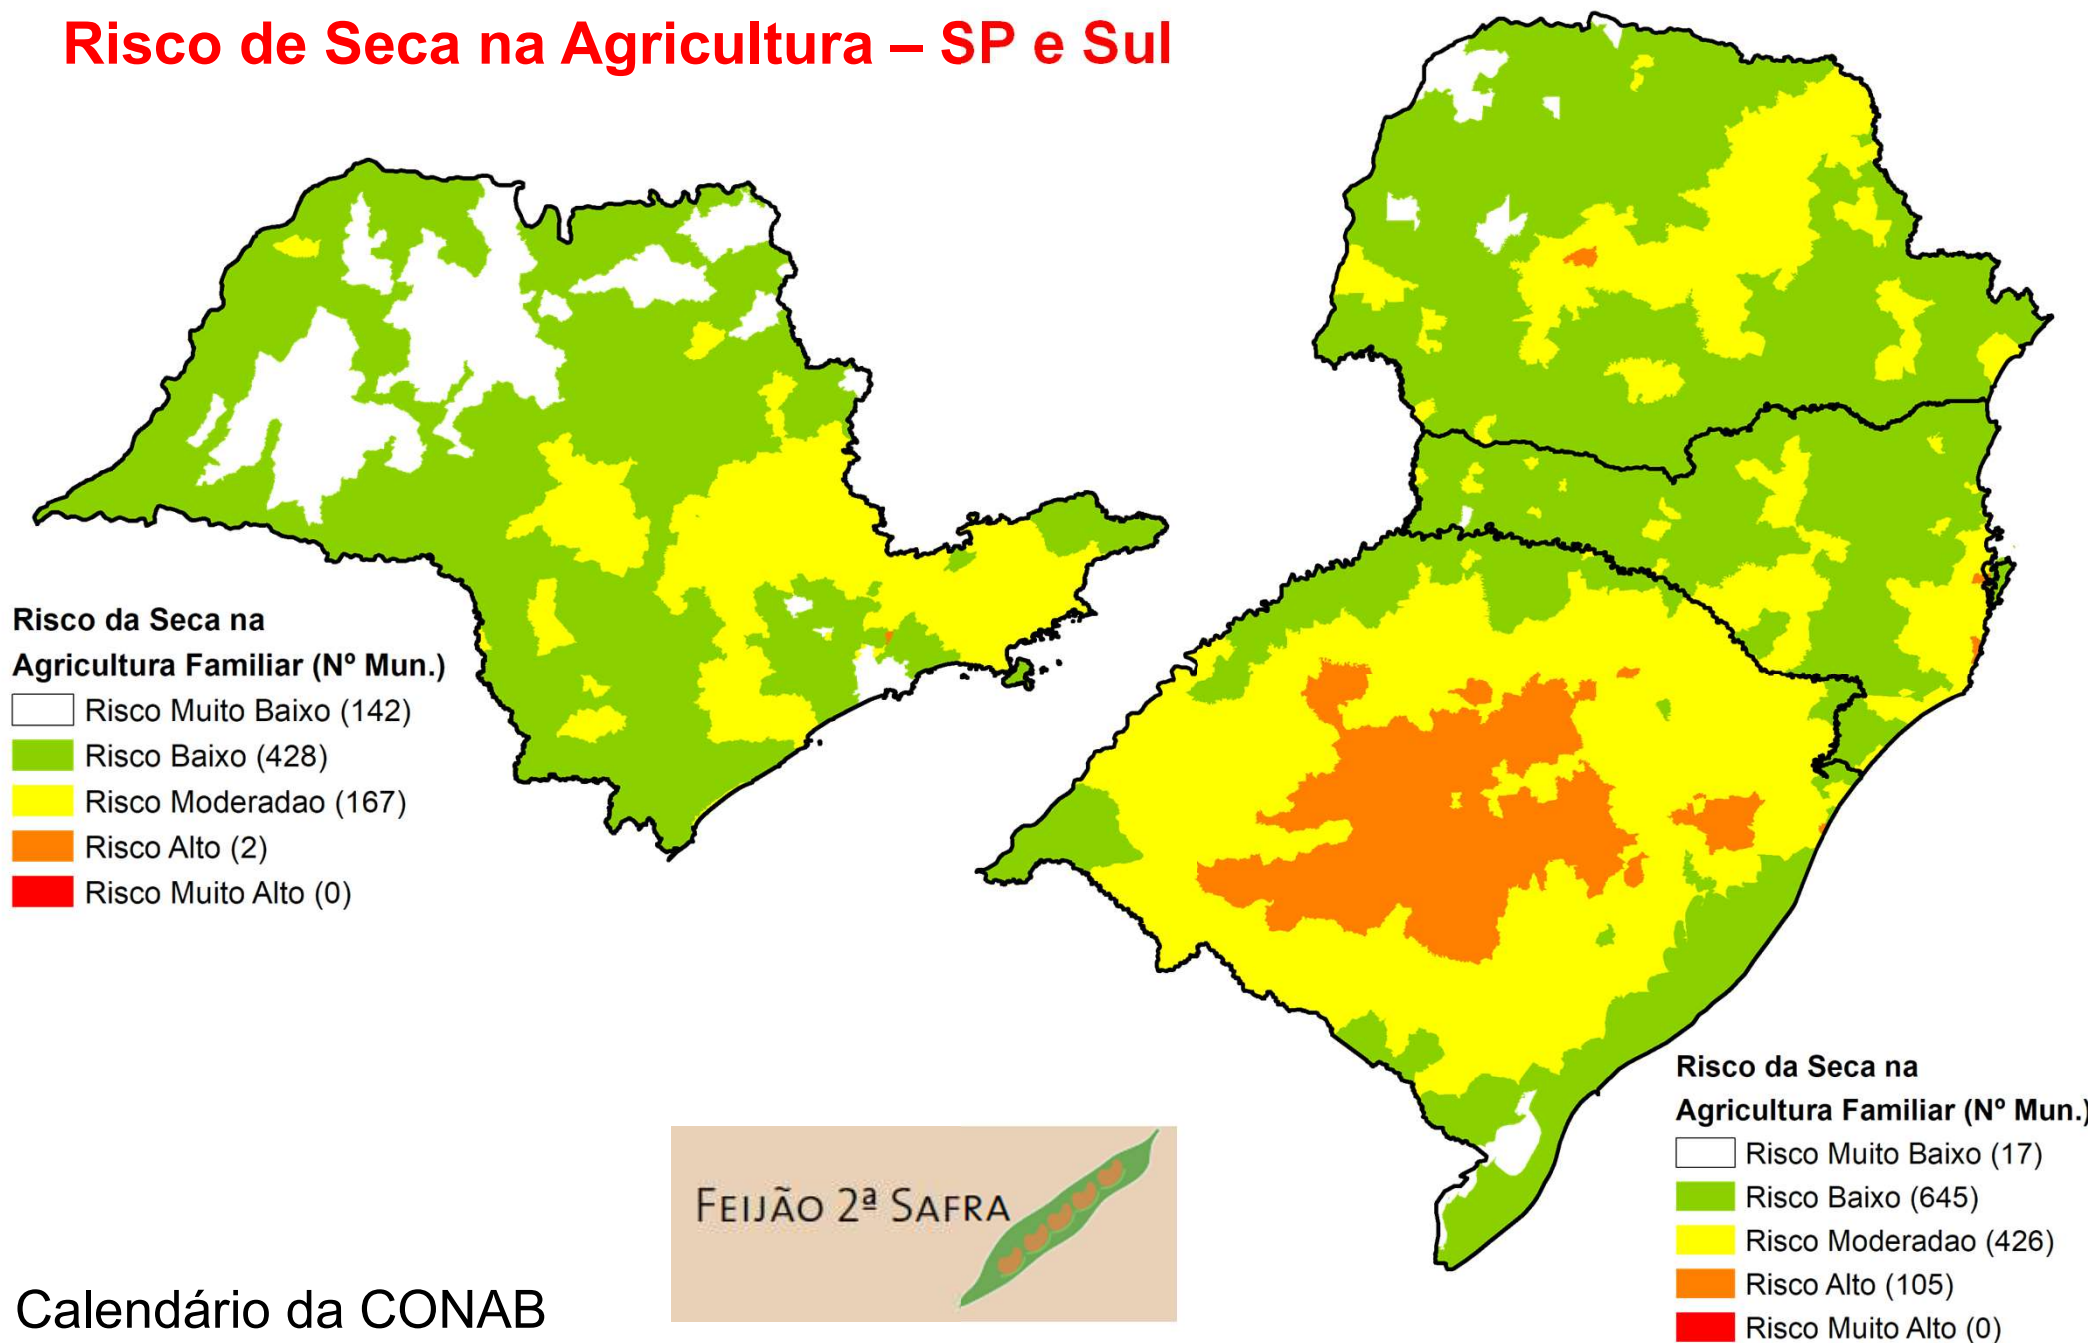 Risco de Seca na Agricultura – SP e Sul
Risco da Seca na
Agricultura Familiar (Nº Mun.)
Risco Muito Baixo (142)
Risco Baixo (428)
Risco Moderadao (167)
Risco Alto (2)
Risco Muito Alto (0)
Risco da Seca na
Agricultura Familiar (Nº Mun.)
Risco Muito Baixo (17)
Risco Baixo (645)
Risco Moderadao (426)
Risco Alto (105)
Risco Muito Alto (0)
FEIJÃO 2ª SAFRA
Calendário da CONAB